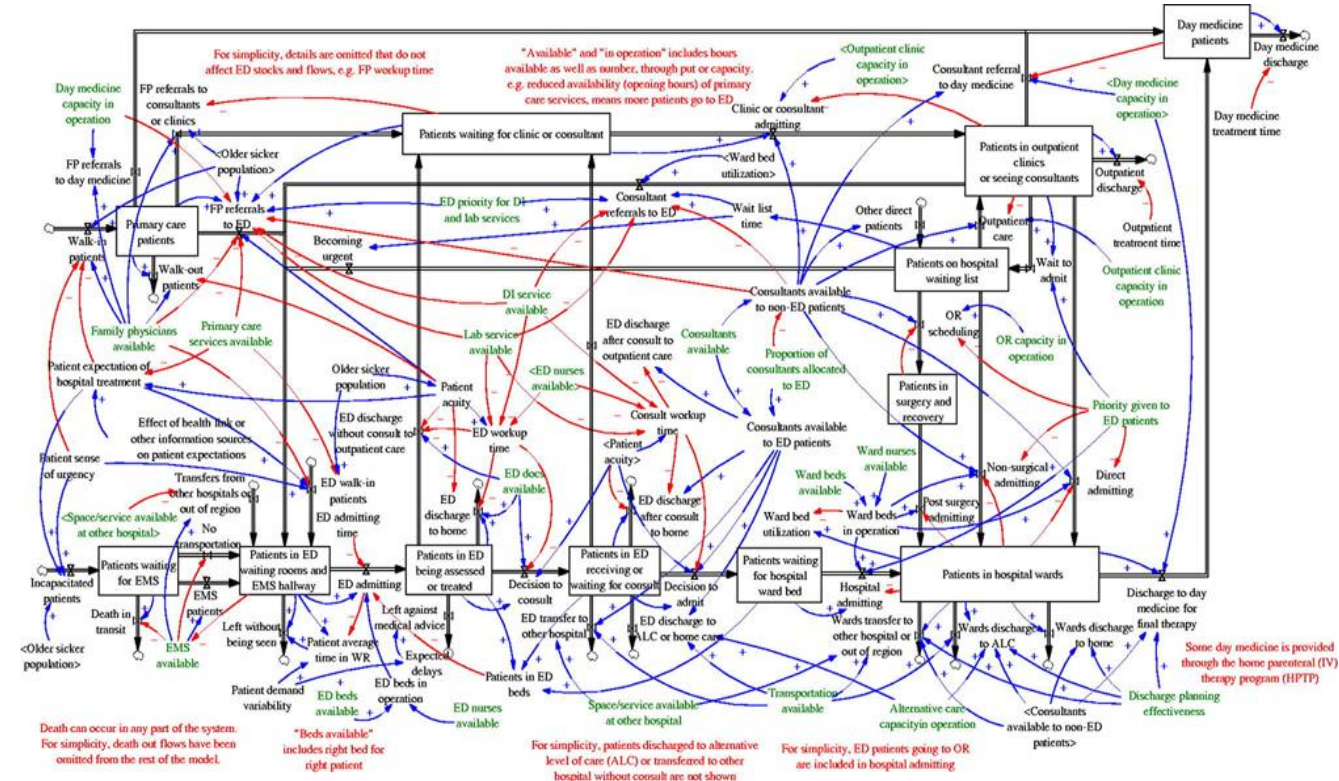 Day medicine
patients
Day medicine
discharge
For simplicity, details are omitted that do not
affect ED stocks and flows, e.g. FP workup time
"Available" and "in operation" includes hours
available as well as number, through put or capacity.
e.g. reduced availability (opening hours) of primary
care services, means more patients go to ED
<Outpatient clinic
capacity in
operation>
Consultant referral
to day medicine
<Day medicine
capacity in
operation>
Day medicine
treatment time
Day medicine
capacity in
operation
FP referrals to
consultants
or clinics
Patients waiting for clinic or consultant
Clinic or consultant
admitting
Patients in outpatient
clinics
or seeing consultants
Outpatient
discharge
Outpatient
treatment time
FP referrals
to day medicine
<Older sicker
population>
<Ward bed
utilization>
Primary care
patients
Walk-in
patients
Walk-out
patients
FP referrals
to ED
ED priority for DI
and lab services
Consultant
referrals to ED
Wait list
time
Other direct
patients
Outpatient
care
Becoming
urgent
Patients on hospital
waiting list
Wait to
admit
Outpatient clinic
capacity in
operation
Family physicians
available
Primary care
services available
DI service
available
Lab service
available
ED discharge
after consult to
outpatient care
Consultants available
to non-ED patients
Consultants
available
Proportion of
consultants allocated
to ED
OR
scheduling
OR capacity in
operation
Patient expectation of
hospital treatment
Older sicker
population
Patient
acuity
<ED nurses
available>
Patients in
surgery and
recovery
Effect of health link or
other information sources
on patient expectations
ED discharge
without consult to
outpatient care
ED workup
time
Consult workup
time
Consultants available
to ED patients
Priority given to
ED patients
Patient sense
of urgency
Transfers from
other hospitals or
out of region
ED walk-in
patients
<Patient
acuity>
ED docs
available
Ward beds
available
Ward nurses
available
Non-surgical
admitting
Direct
admitting
<Space/service available
at other hospital>
No
transportation
ED admitting
time
ED
discharge
to home
ED discharge
after consult
to home
Ward bed
utilization
Ward beds
in operation
Post surgery
admitting
Incapacitated
patients
Patients waiting
for EMS
EMS
patients
Patients in ED
waiting rooms and
EMS hallway
ED admitting
Patients in ED
being assessed
or treated
Decision to
consult
Patients in ED
receiving or
waiting for consult
Decision to
admit
Patients waiting
for hospital
ward bed
Hospital
admitting
Patients in hospital wards
Discharge to day
medicine for
final therapy
Death in
transit
<Older sicker
population>
EMS
available
Left without
being seen
Patient average
time in WR
Left against
medical advice
Expected
delays
ED transfer to
other hospital
ED discharge to
ALC or home care
Wards transfer to
other hospital or
out of region
Wards discharge
to ALC
Wards discharge
to home
Patient demand
variability
ED beds
available
ED beds in
operation
ED nurses
available
Patients in ED
beds
Space/service available
at other hospital
Transportation
available
Alternative care
capacityin operation
<Consultants
available to non-ED
patients>
Discharge planning
effectiveness
Some day medicine is provided
through the home parenteral (IV)
therapy program (HPTP)
Death can occur in any part of the system.
For simplicity, death out flows have been
omitted from the rest of the model.
"Beds available"
includes right bed for
right patient
For simplicity, patients discharged to alternative
level of care (ALC) or transferred to other
hospital without consult are not shown
For simplicity, ED patients going to OR
are included in hospital admitting